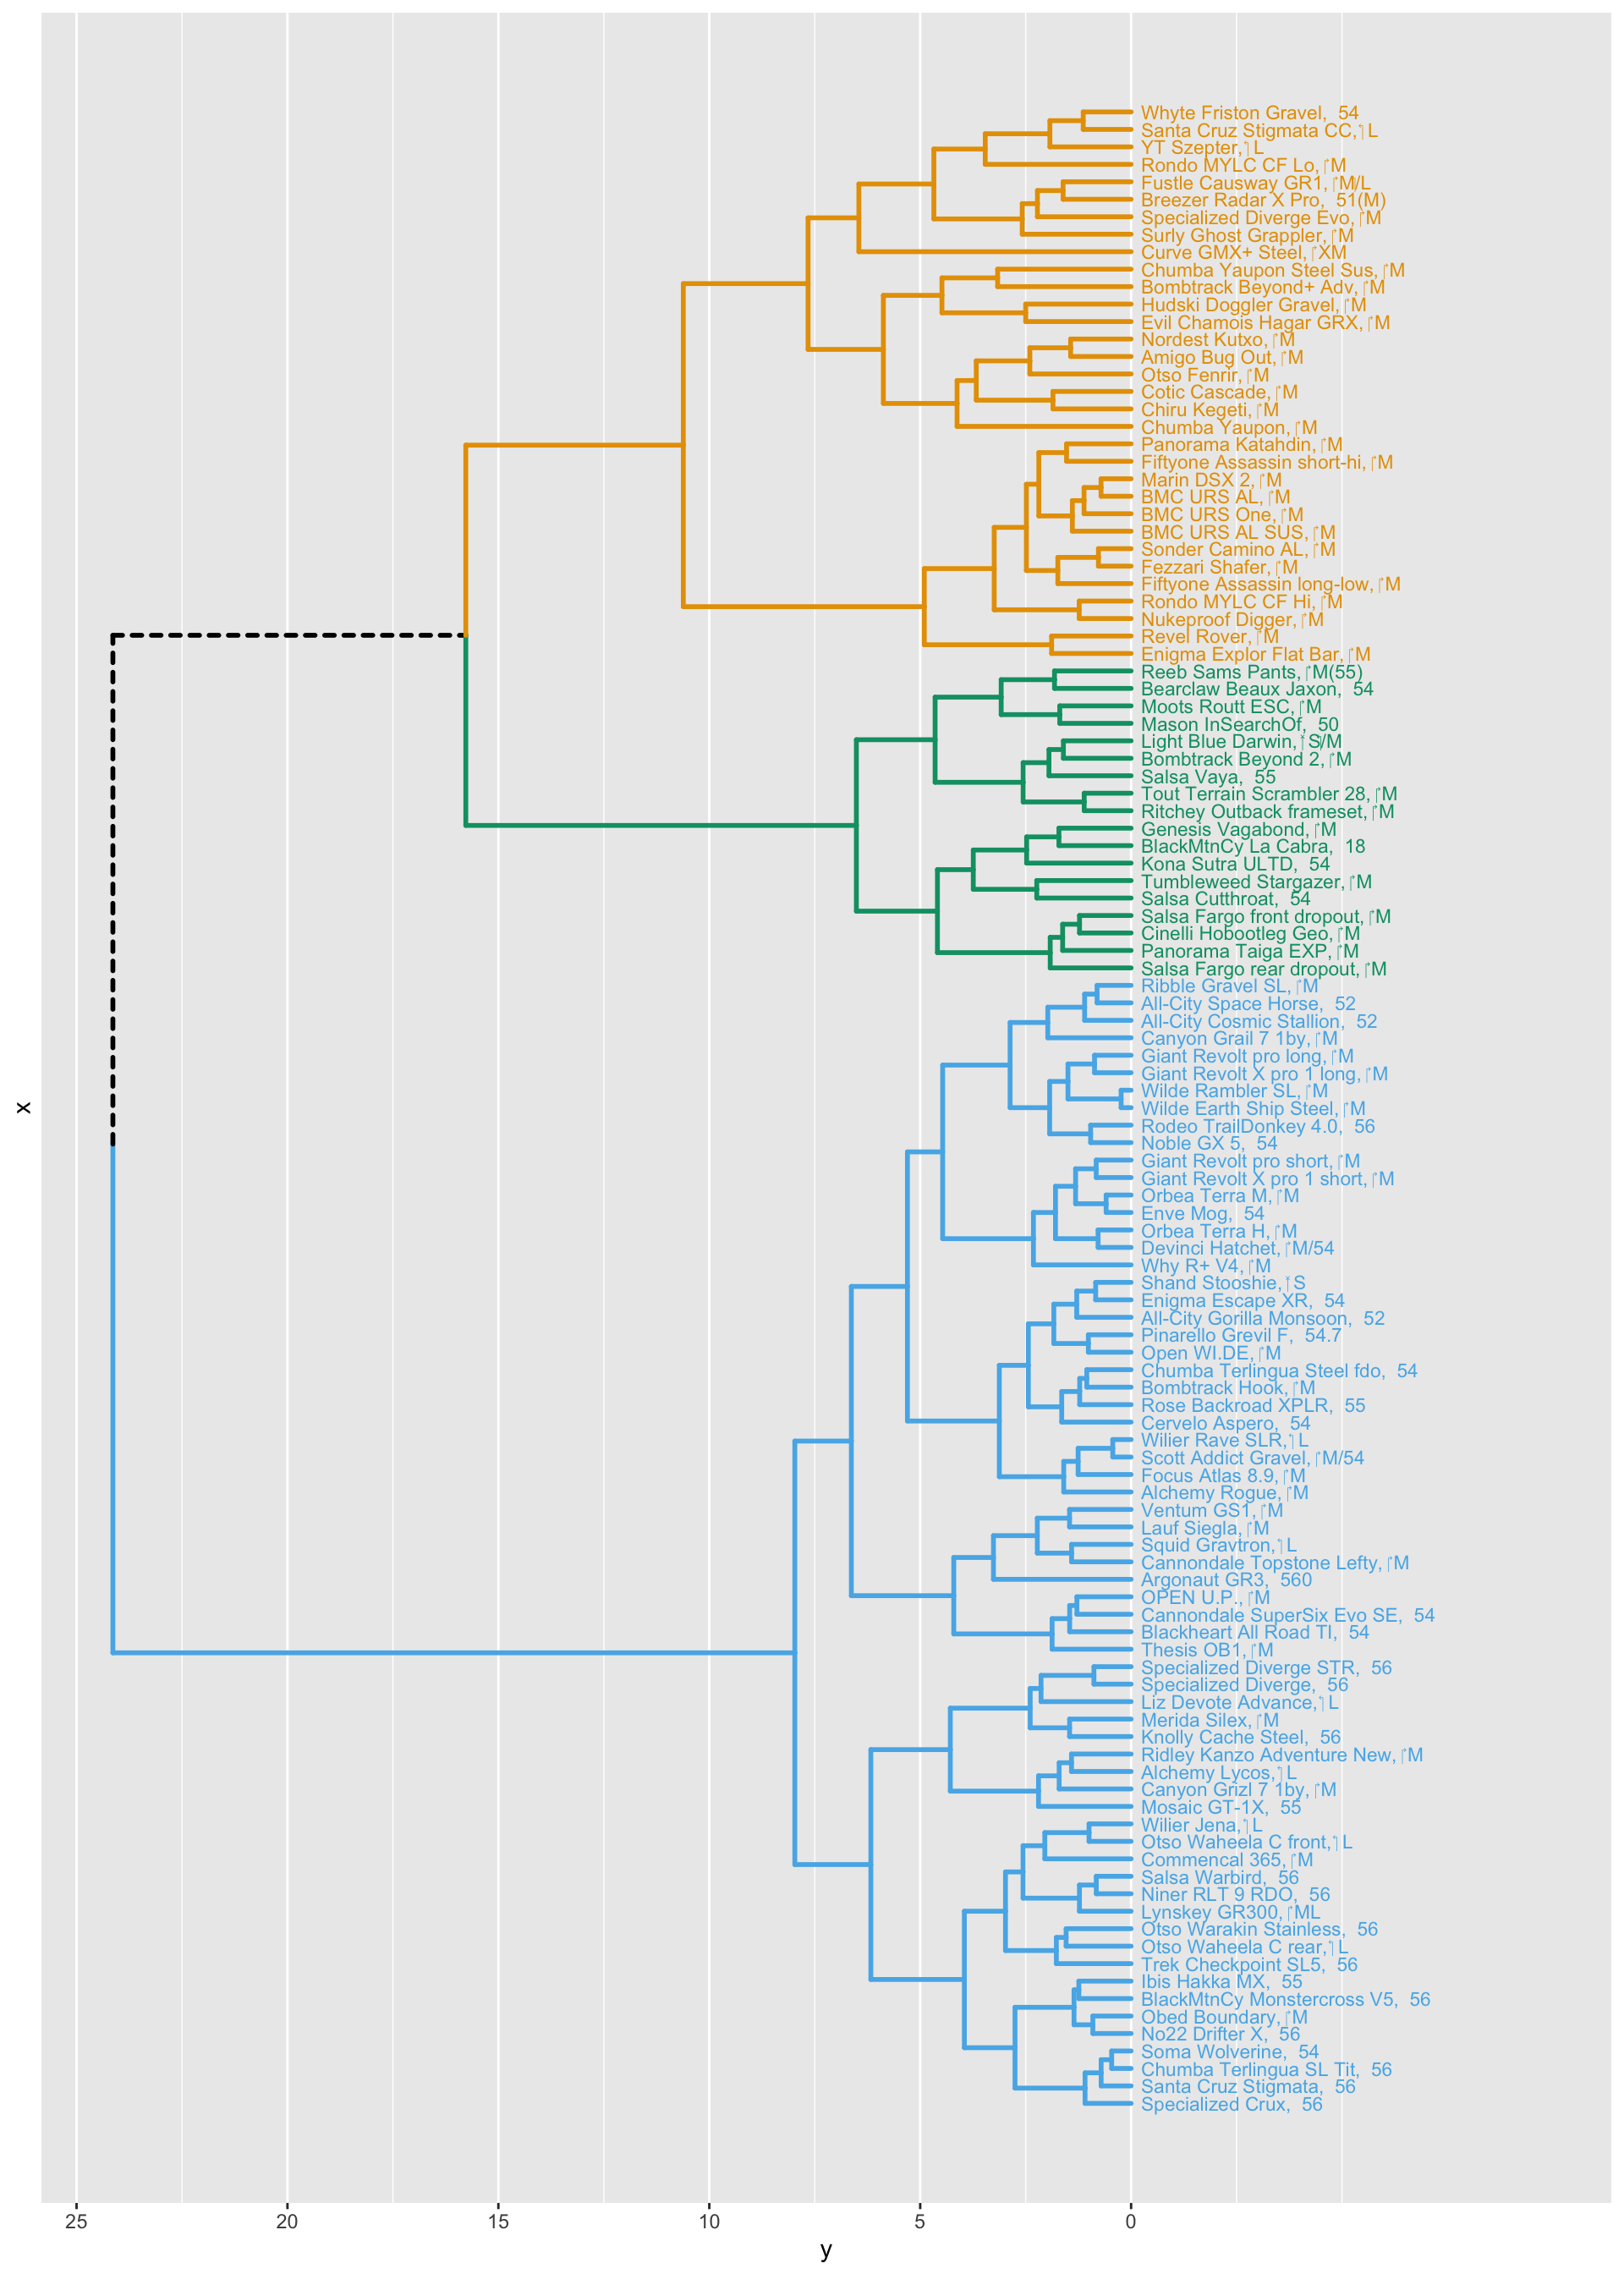 Whyte Friston Gravel, 54
Santa Cruz Stigmata CC, L
YT Szepter, L
Rondo MYLC CF Lo, M
Fustle Causway GR1, M/L
Breezer Radar X Pro, 51(M)
Specialized Diverge Evo, M
Surly Ghost Grappler, M
Curve GMX+ Steel, XM
Chumba Yaupon Steel Sus, M
Bombtrack Beyond+ Adv, M
Hudski Doggler Gravel, M
Evil Chamois Hagar GRX, M
Nordest Kutxo, M
Amigo Bug Out, M
Otso Fenrir, M
Cotic Cascade, M
Chiru Kegeti, M
Chumba Yaupon, M
Panorama Katahdin, M
Fiftyone Assassin short-hi, M
Marin DSX 2, M
BMC URS AL, M
BMC URS One, M
BMC URS AL SUS, M
Sonder Camino AL, M
Fezzari Shafer, M
Fiftyone Assassin long-low, M
Rondo MYLC CF Hi, M
Nukeproof Digger, M
Revel Rover, M
Enigma Explor Flat Bar, M
Reeb Sams Pants, M(55)
Bearclaw Beaux Jaxon, 54
Moots Routt ESC, M
Mason InSearchOf, 50
Light Blue Darwin, S/M
Bombtrack Beyond 2, M
Salsa Vaya, 55
Tout Terrain Scrambler 28, M
Ritchey Outback frameset, M
Genesis Vagabond, M
BlackMtnCy La Cabra, 18
Kona Sutra ULTD, 54
Tumbleweed Stargazer, M
Salsa Cutthroat, 54
Salsa Fargo front dropout, M
Cinelli Hobootleg Geo, M
Panorama Taiga EXP, M
Salsa Fargo rear dropout, M
Ribble Gravel SL, M
All-City Space Horse, 52
All-City Cosmic Stallion, 52
Canyon Grail 7 1by, M
Giant Revolt pro long, M
Giant Revolt X pro 1 long, M
Wilde Rambler SL, M
Wilde Earth Ship Steel, M
Rodeo TrailDonkey 4.0, 56
Noble GX 5, 54
Giant Revolt pro short, M
Giant Revolt X pro 1 short, M
Orbea Terra M, M
Enve Mog, 54
Orbea Terra H, M
Devinci Hatchet, M/54
Why R+ V4, M
Shand Stooshie, S
Enigma Escape XR, 54
All-City Gorilla Monsoon, 52
Pinarello Grevil F, 54.7
Open WI.DE, M
Chumba Terlingua Steel fdo, 54
Bombtrack Hook, M
Rose Backroad XPLR, 55
Cervelo Aspero, 54
Wilier Rave SLR, L
Scott Addict Gravel, M/54
Focus Atlas 8.9, M
Alchemy Rogue, M
Ventum GS1, M
Lauf Siegla, M
Squid Gravtron, L
Cannondale Topstone Lefty, M
Argonaut GR3, 560
OPEN U.P., M
Cannondale SuperSix Evo SE, 54
Blackheart All Road TI, 54
Thesis OB1, M
Specialized Diverge STR, 56
Specialized Diverge, 56
Liz Devote Advance, L
Merida Silex, M
Knolly Cache Steel, 56
Ridley Kanzo Adventure New, M
Alchemy Lycos, L
Canyon Grizl 7 1by, M
Mosaic GT-1X, 55
Wilier Jena, L
Otso Waheela C front, L
Commencal 365, M
Salsa Warbird, 56
Niner RLT 9 RDO, 56
Lynskey GR300, ML
Otso Warakin Stainless, 56
Otso Waheela C rear, L
Trek Checkpoint SL5, 56
Ibis Hakka MX, 55
BlackMtnCy Monstercross V5, 56
Obed Boundary, M
No22 Drifter X, 56
Soma Wolverine, 54
Chumba Terlingua SL Tit, 56
Santa Cruz Stigmata, 56
Specialized Crux, 56
x
25 20 15 10 5 0
y